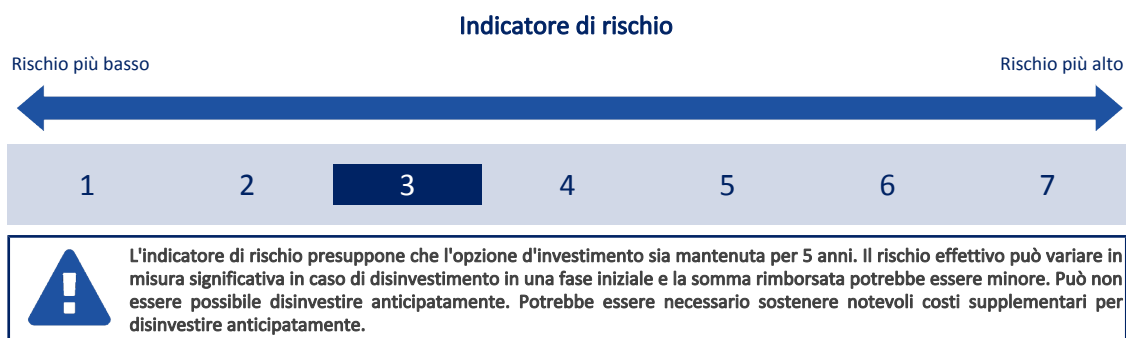 Indicatore di rischio
Rischio più basso
Rischio più alto
1 2 3 4 5 6 7
L'indicatore di rischio presuppone che l'opzione d'investimento sia mantenuta per 5 anni. Il rischio effettivo può variare in
misura significativa in caso di disinvestimento in una fase iniziale e la somma rimborsata potrebbe essere minore. Può non
essere possibile disinvestire anticipatamente. Potrebbe essere necessario sostenere notevoli costi supplementari per
disinvestire anticipatamente.